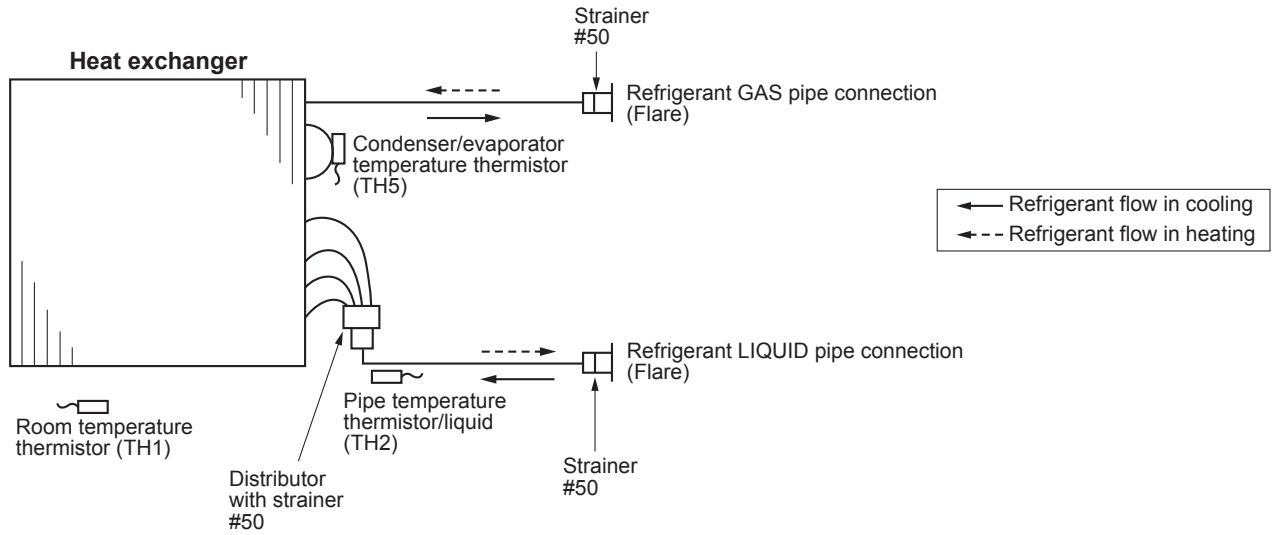 Strainer
#50
Heat exchanger
Refrigerant GAS pipe connection
(Flare)
Condenser/evaporator
temperature thermistor
(TH5)
Refrigerant flow in cooling
Refrigerant flow in heating
Refrigerant LIQUID pipe connection
(Flare)
Pipe temperature
thermistor/liquid
(TH2)
Room temperature
thermistor (TH1)
Distributor
with strainer
#50
Strainer
#50